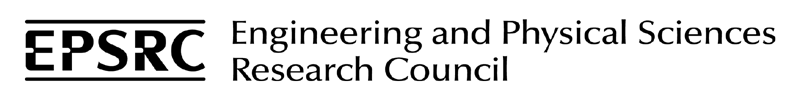 EPSRC
Engineering and Physical Sciences
Research Council